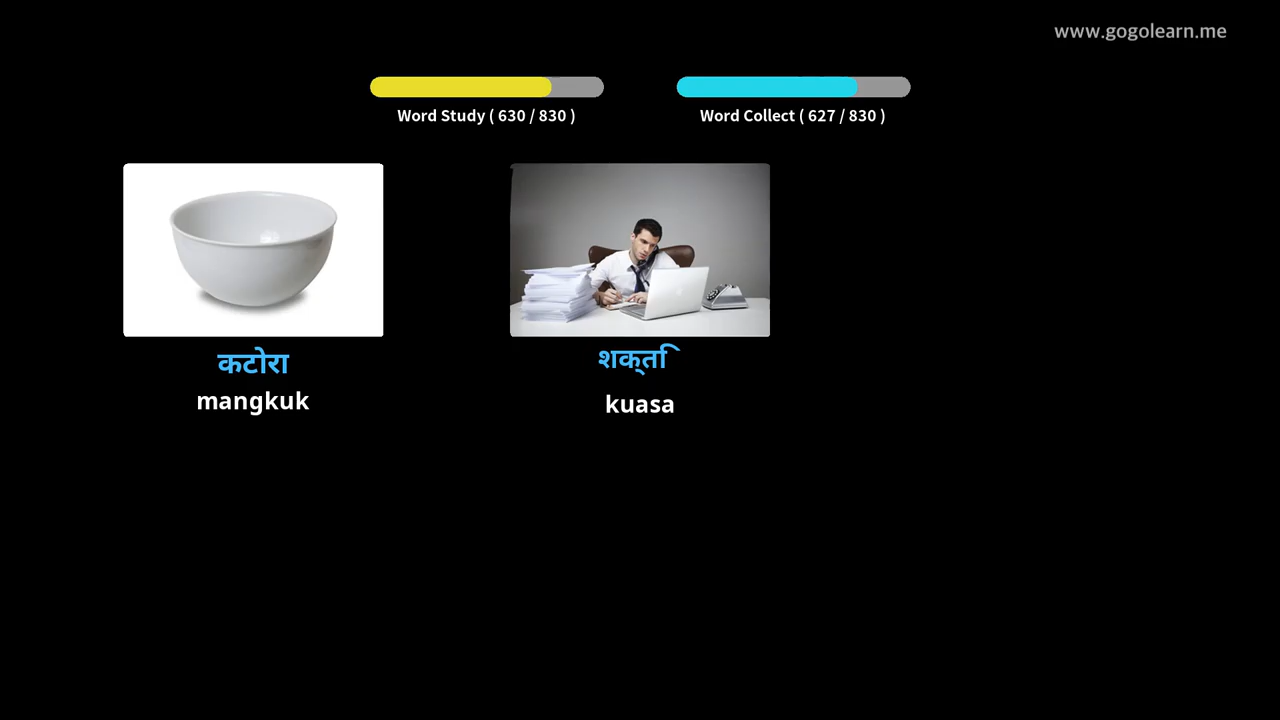 www.gogolearn.me
Word Study ( 630 / 830 )
Word Collect ( 627 / 830 )
कटोरा
mangkuk
शक्ति
kuasa